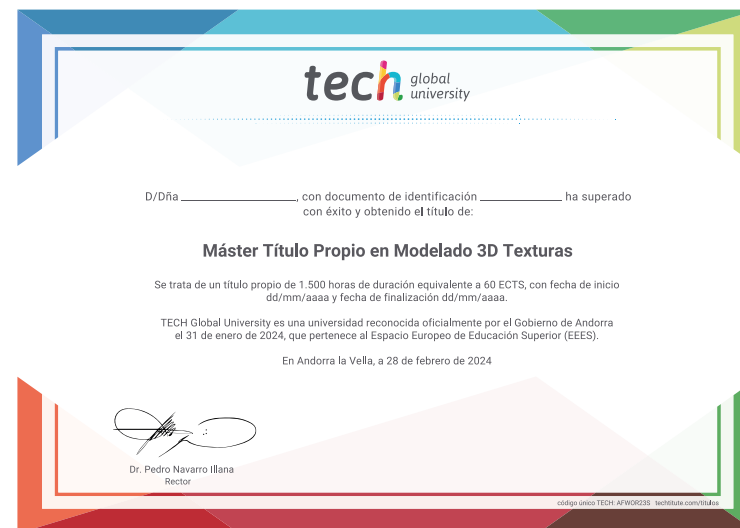 tech global university
D/Dña ______________, con documento de identificación __________ ha superado
con éxito y obtenido el título de:
Máster Título Propio en Modelado 3D Texturas
Se trata de un título propio de 1.500 horas de duración equivalente a 60 ECTS, con fecha de inicio
dd/mm/aaaa y fecha de finalización dd/mm/aaaa.
TECH Global University es una universidad reconocida oficialmente por el Gobierno de Andorra
el 31 de enero de 2024, que pertenece al Espacio Europeo de Educación Superior (EEES).
En Andorra la Vella, a 28 de febrero de 2024
Dr. Pedro Navarro Illana
Rector
código único TECH: AFWOR23S techtitute.com/titulos